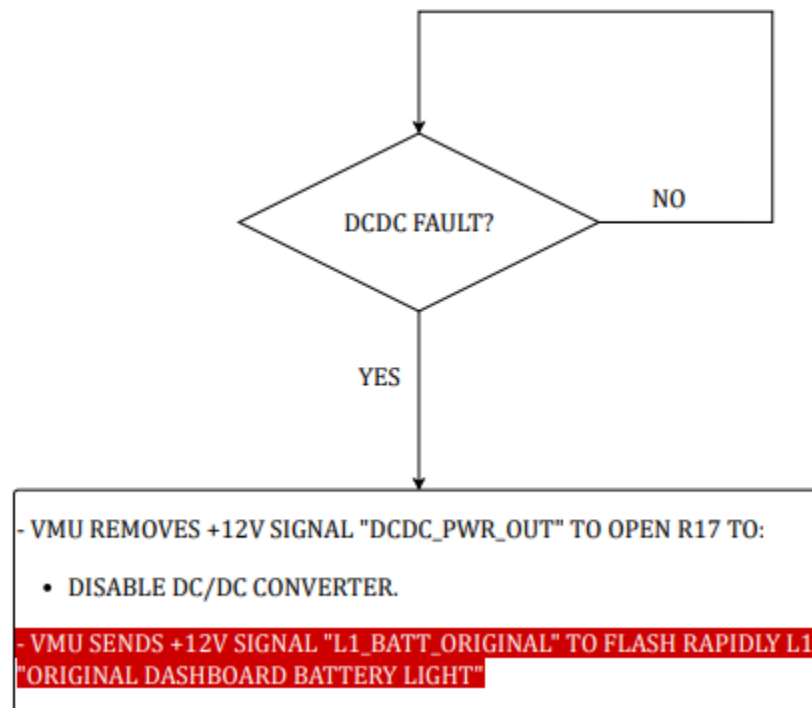 DCDC FAULT?
NO
YES
- VMU REMOVES +12V SIGNAL "DCDC_PWR_OUT" TO OPEN R17 TO:
• DISABLE DC/DC CONVERTER.
- VMU SENDS +12V SIGNAL "L1_BATT_ORIGINAL" TO FLASH RAPIDLY L1
"ORIGINAL DASHBOARD BATTERY LIGHT"